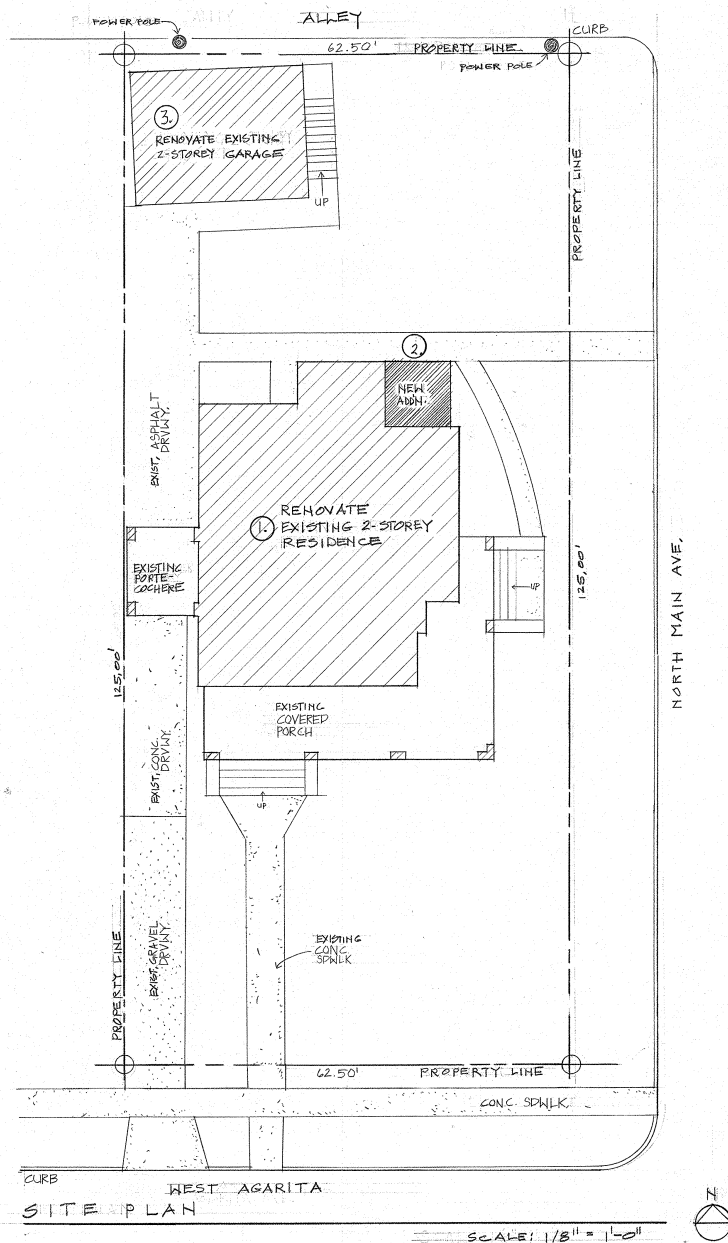 ALLEY
POWER POLE
CURB
62.50' PROPERTY LINE
POWER POLE
3.
RENOVATE EXISTING
2-STOREY GARAGE
UP
PROPERTY LINE
2.
NEW
ADD'N.
EXIST. ASPHALT
DRVWY.
1. RENOVATE
EXISTING 2-STOREY
RESIDENCE
EXISTING
PORTE-
COCHERE
UP
125.00'
NORTH MAIN AVE.
125.00'
EXISTING
COVERED
PORCH
EXIST. CONC.
DRVWY.
UP
EXISTING
CONC.
SDWLK
EXIST. GRAVEL
DRVWY.
PROPERTY LINE
62.50' PROPERTY LINE
CONC. SDWLK.
CURB
WEST AGARITA
SITE PLAN
N
SCALE: 1/8" = 1'-0"